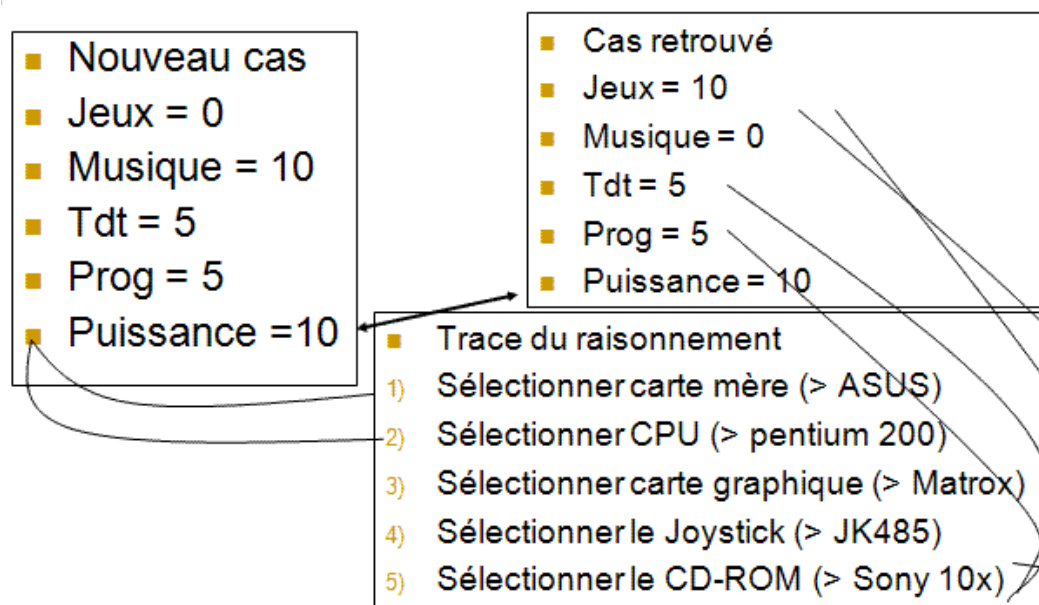 Nouveau cas
Jeux = 0
Musique = 10
Tdt = 5
Prog = 5
Puissance =10
Cas retrouvé
Jeux = 10
Musique = 0
Tdt = 5
Prog = 5
Puissance = 10
Trace du raisonnement
1) Sélectionner carte mère (> ASUS)
2) Sélectionner CPU (> pentium 200)
3) Sélectionner carte graphique (> Matrox)
4) Sélectionner le Joystick (> JK485)
5) Sélectionner le CD-ROM (> Sony 10x)